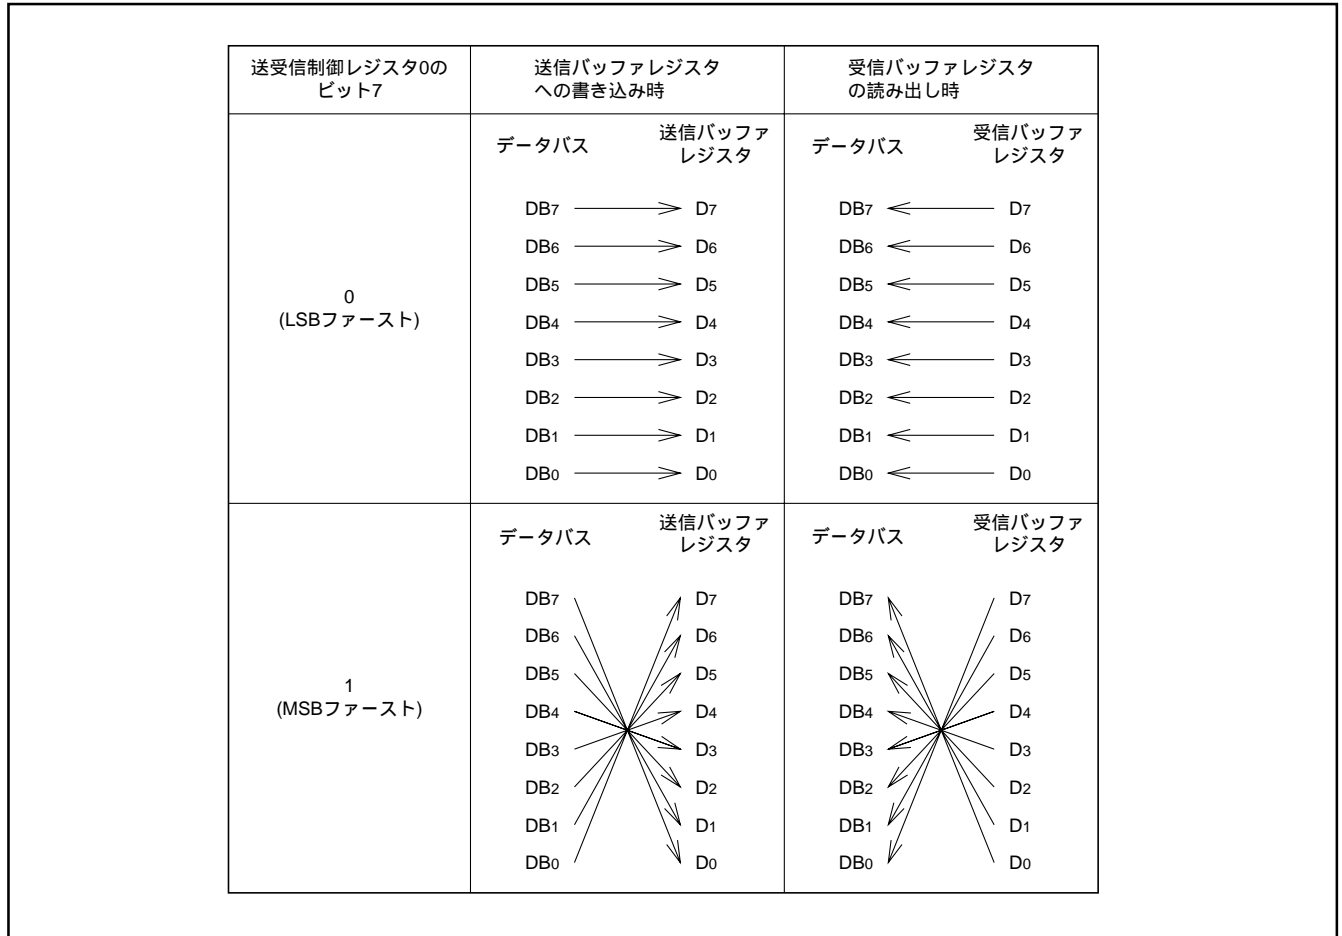 送受信制御レジスタ0の
ビット7
送信バッファレジスタ
への書き込み時
受信バッファレジスタ
の読み出し時
0
(LSBファースト)
データバス
送信バッファ
レジスタ
DB7 D7
DB6 D6
DB5 D5
DB4 D4
DB3 D3
DB2 D2
DB1 D1
DB0 D0
データバス
受信バッファ
レジスタ
DB7 D7
DB6 D6
DB5 D5
DB4 D4
DB3 D3
DB2 D2
DB1 D1
DB0 D0
1
(MSBファースト)
データバス
送信バッファ
レジスタ
DB7 D7
DB6 D6
DB5 D5
DB4 D4
DB3 D3
DB2 D2
DB1 D1
DB0 D0
データバス
受信バッファ
レジスタ
DB7 D7
DB6 D6
DB5 D5
DB4 D4
DB3 D3
DB2 D2
DB1 D1
DB0 D0